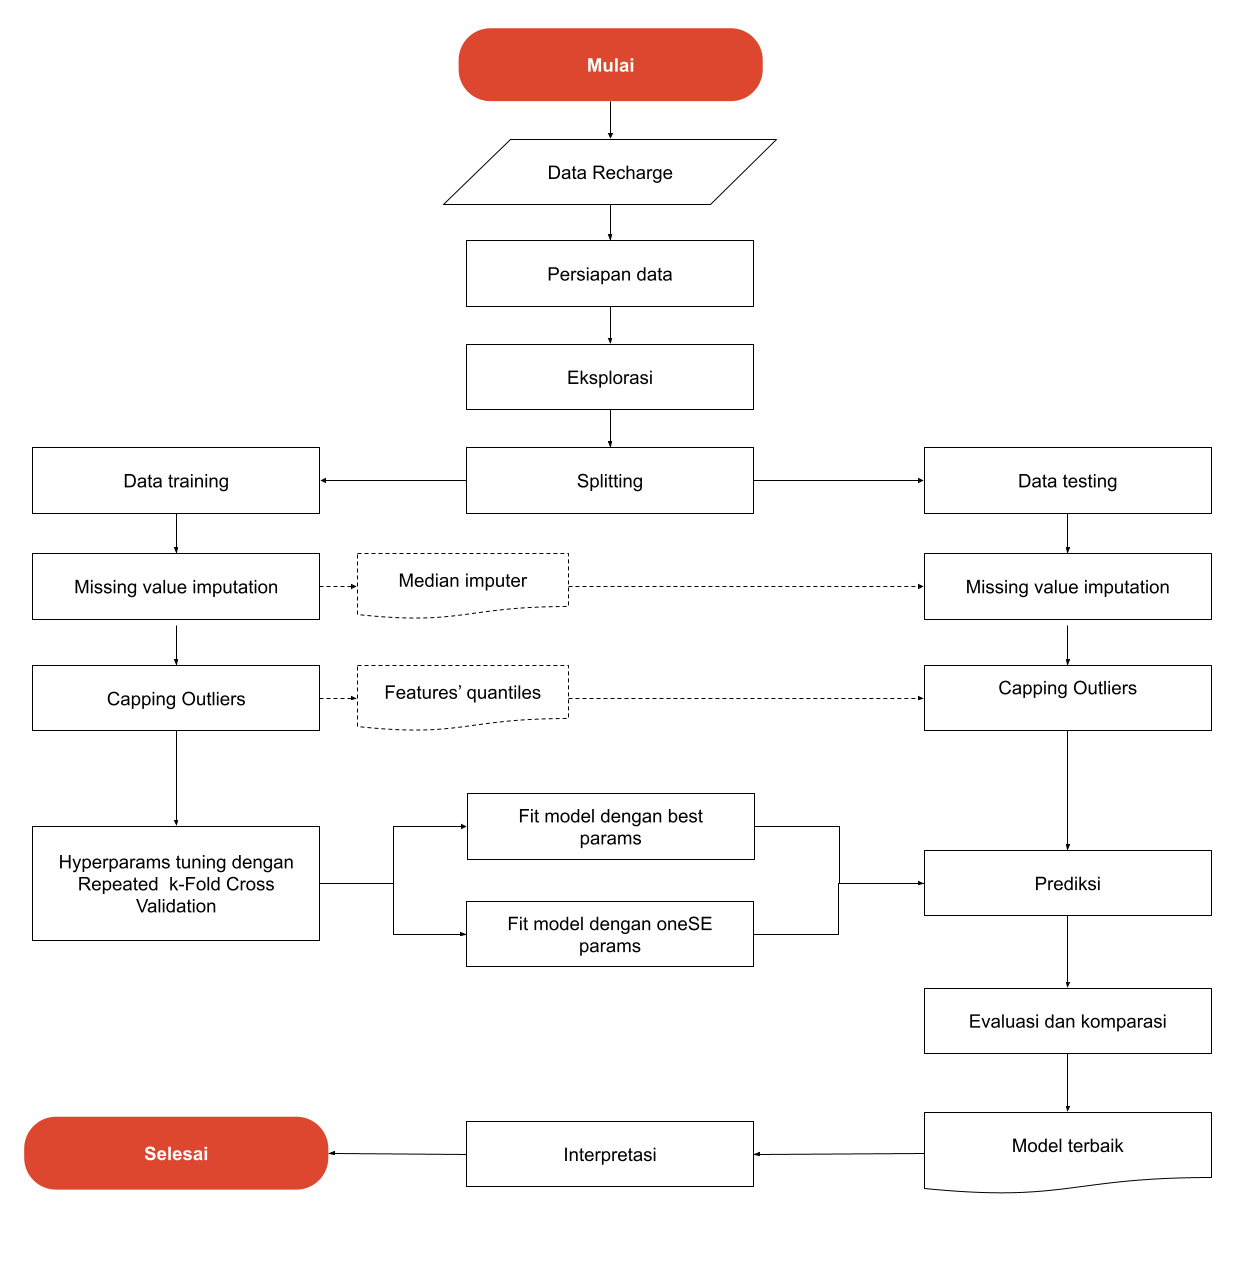 Mulai
Data Recharge
Persiapan data
Eksplorasi
Data training
Splitting
Data testing
Missing value imputation
Median imputer
Missing value imputation
Capping Outliers
Features’ quantiles
Capping Outliers
Hyperparams tuning dengan
Repeated k-Fold Cross
Validation
Fit model dengan best
params
Fit model dengan oneSE
params
Prediksi
Evaluasi dan komparasi
Model terbaik
Interpretasi
Selesai